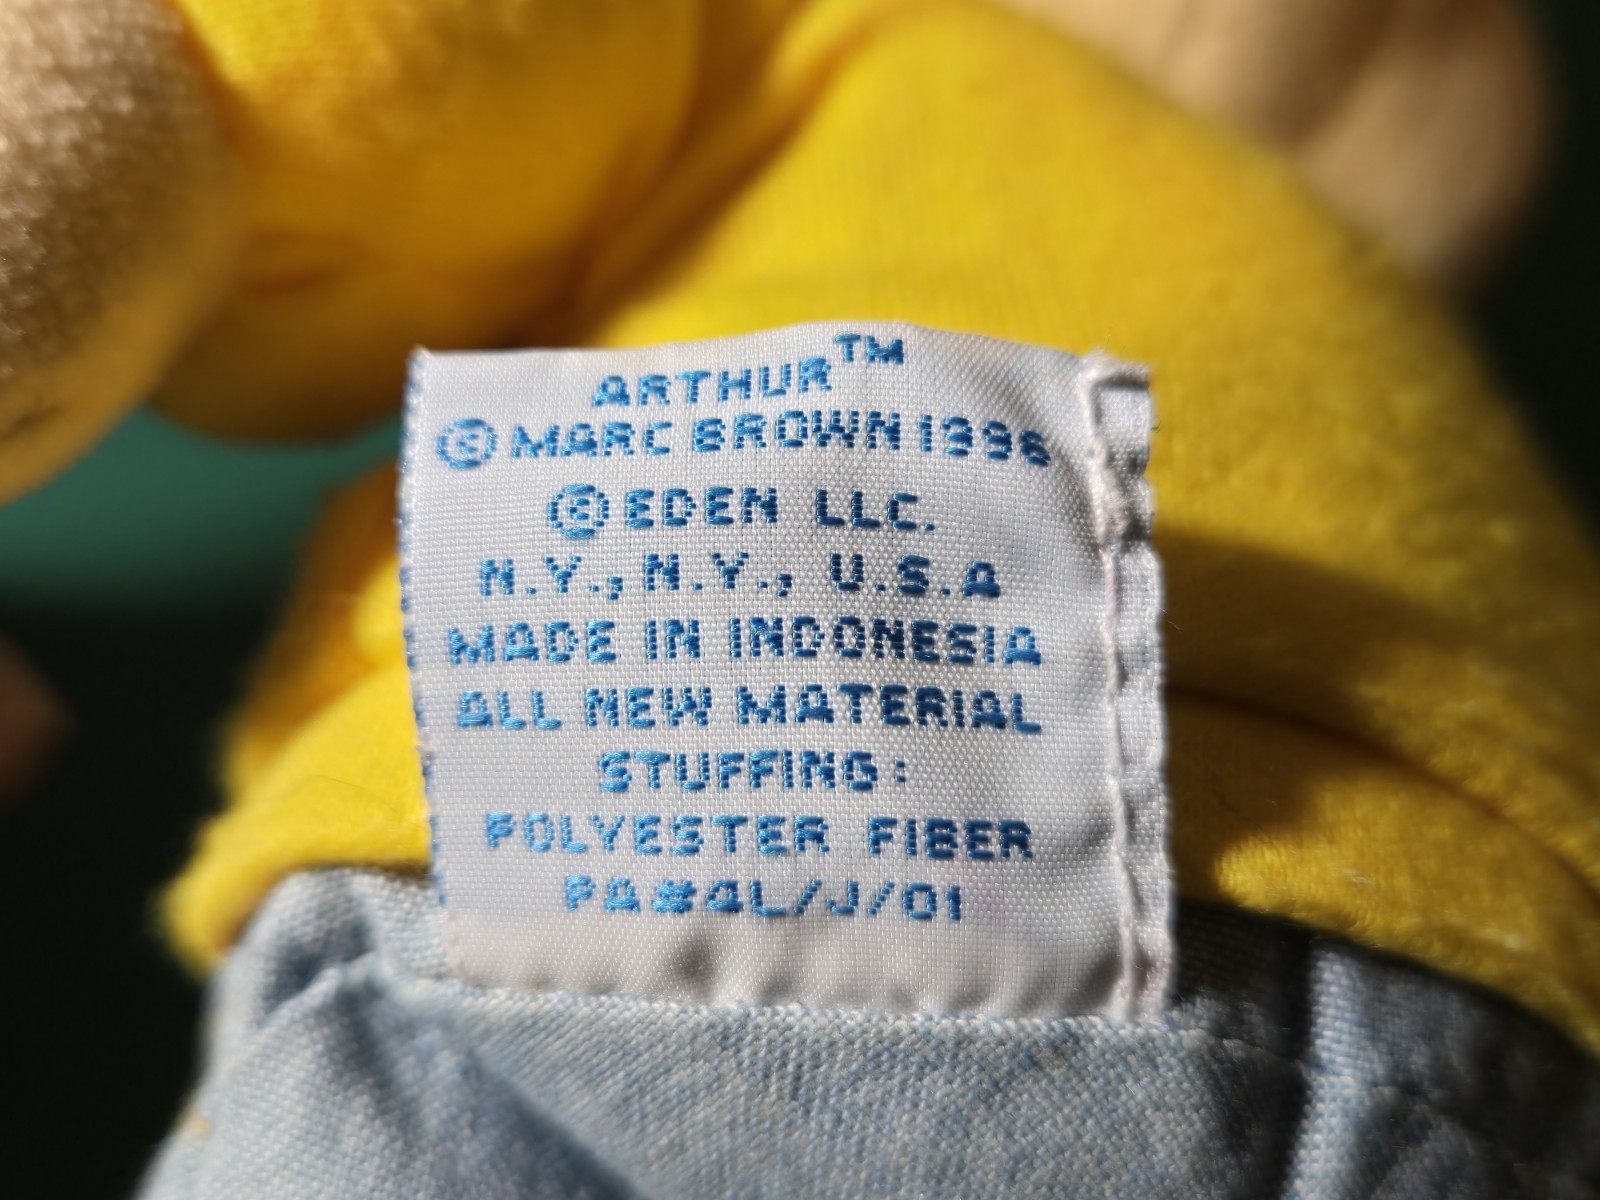 ARTHUR™
© MARC BROWN 1996
© EDEN LLC.
N.Y., N.Y., U.S.A
MADE IN INDONESIA
ALL NEW MATERIAL
STUFFING:
POLYESTER FIBER
PA#4L/J/01